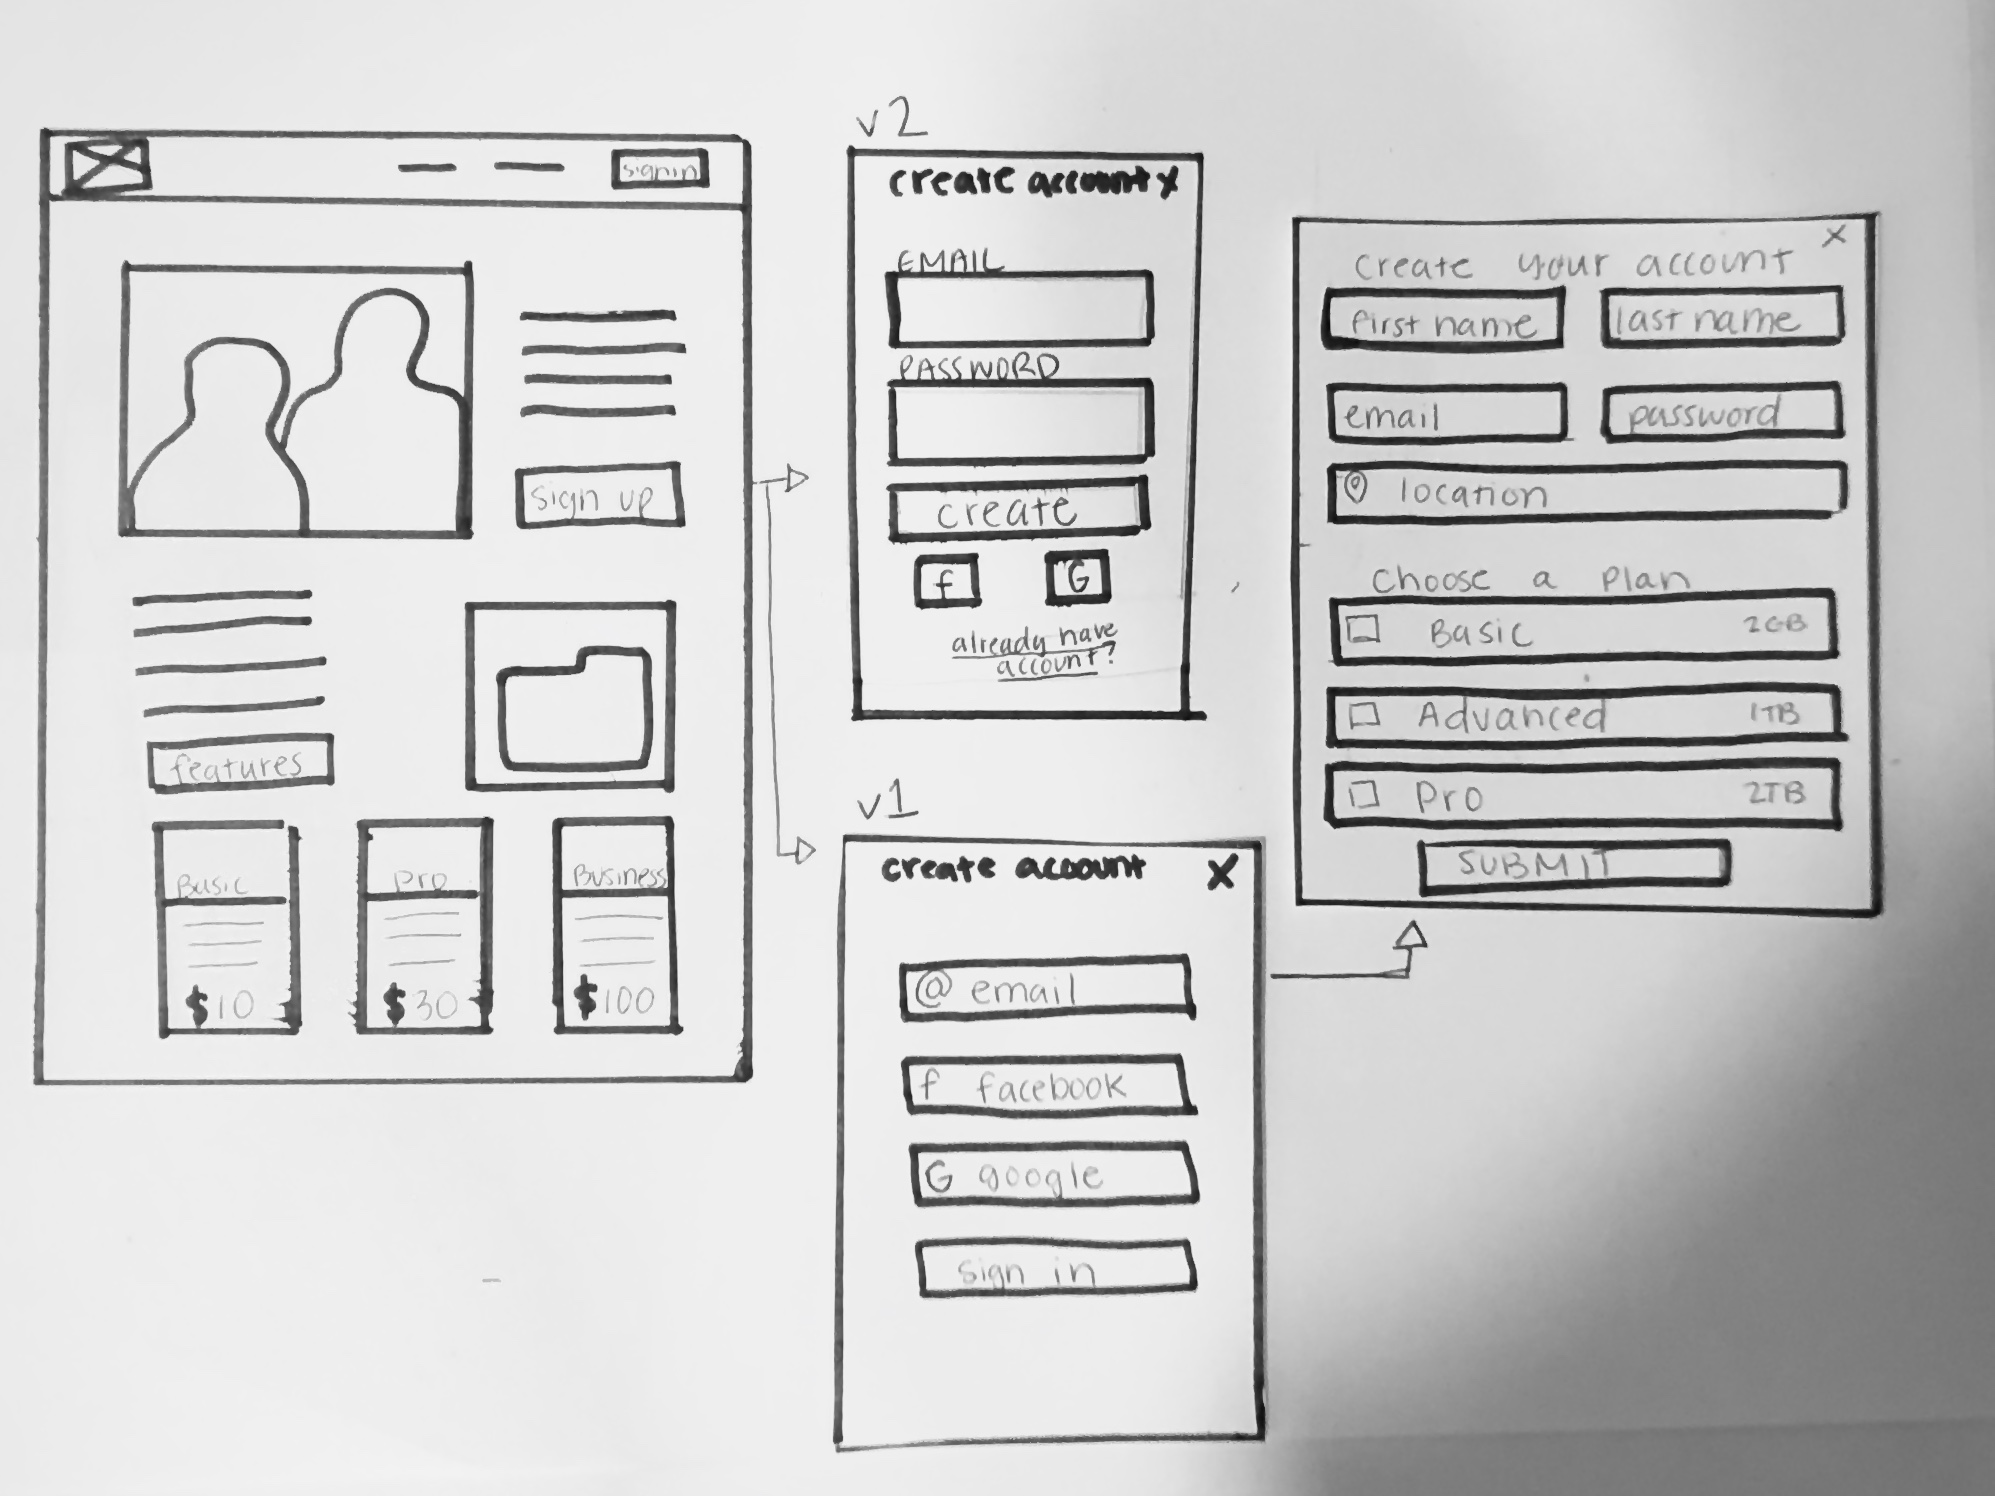 signin
sign up
features
Basic
pro
Business
$10
$30
$100
v2
create account x
EMAIL
PASSWORD
create
f
G
already have
account?
v1
create account X
@ email
f facebook
G google
sign in
x
create your account
first name
last name
email
password
location
choose a plan
Basic 2GB
Advanced 1TB
pro 2TB
SUBMIT